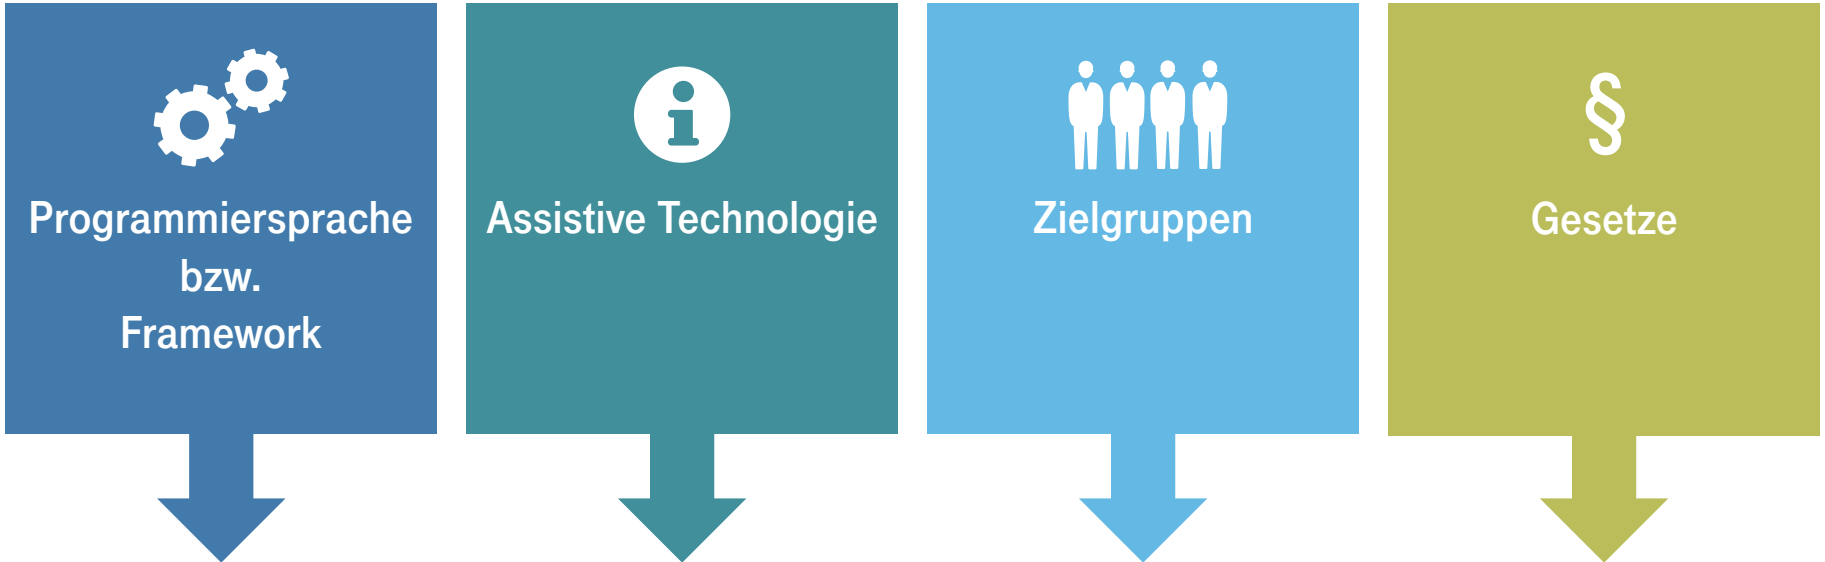 Programmiersprache
bzw.
Framework
Assistive Technologie
Zielgruppen
§
Gesetze